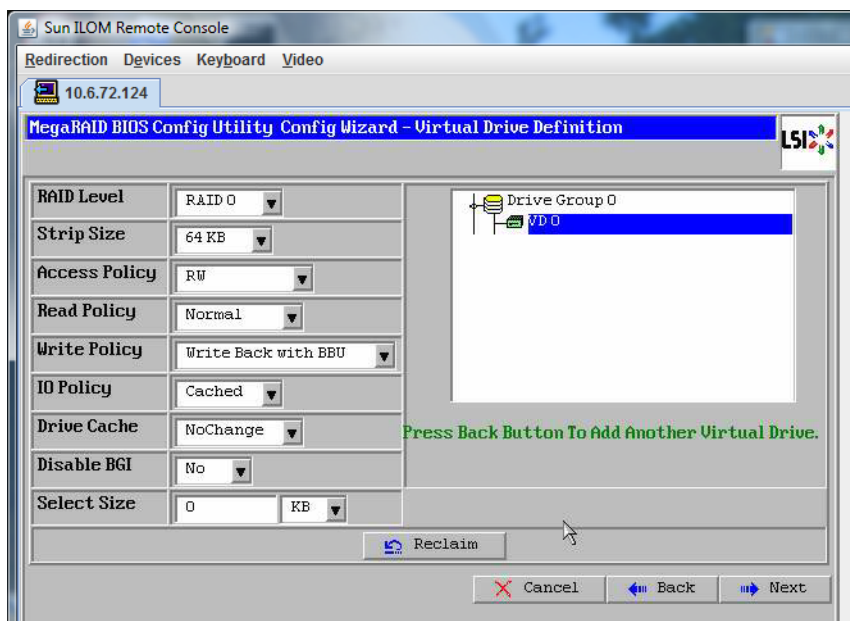 Sun ILOM Remote Console
Redirection Devices Keyboard Video
10.6.72.124
MegaRAID BIOS Config Utility Config Wizard - Virtual Drive Definition
LSI
RAID Level RAID 0
Drive Group 0
VD 0
Strip Size 64 KB
Access Policy RW
Read Policy Normal
Write Policy Write Back with BBU
IO Policy Cached
Drive Cache NoChange
Press Back Button To Add Another Virtual Drive.
Disable BGI No
Select Size 0 KB
Reclaim
Cancel Back Next